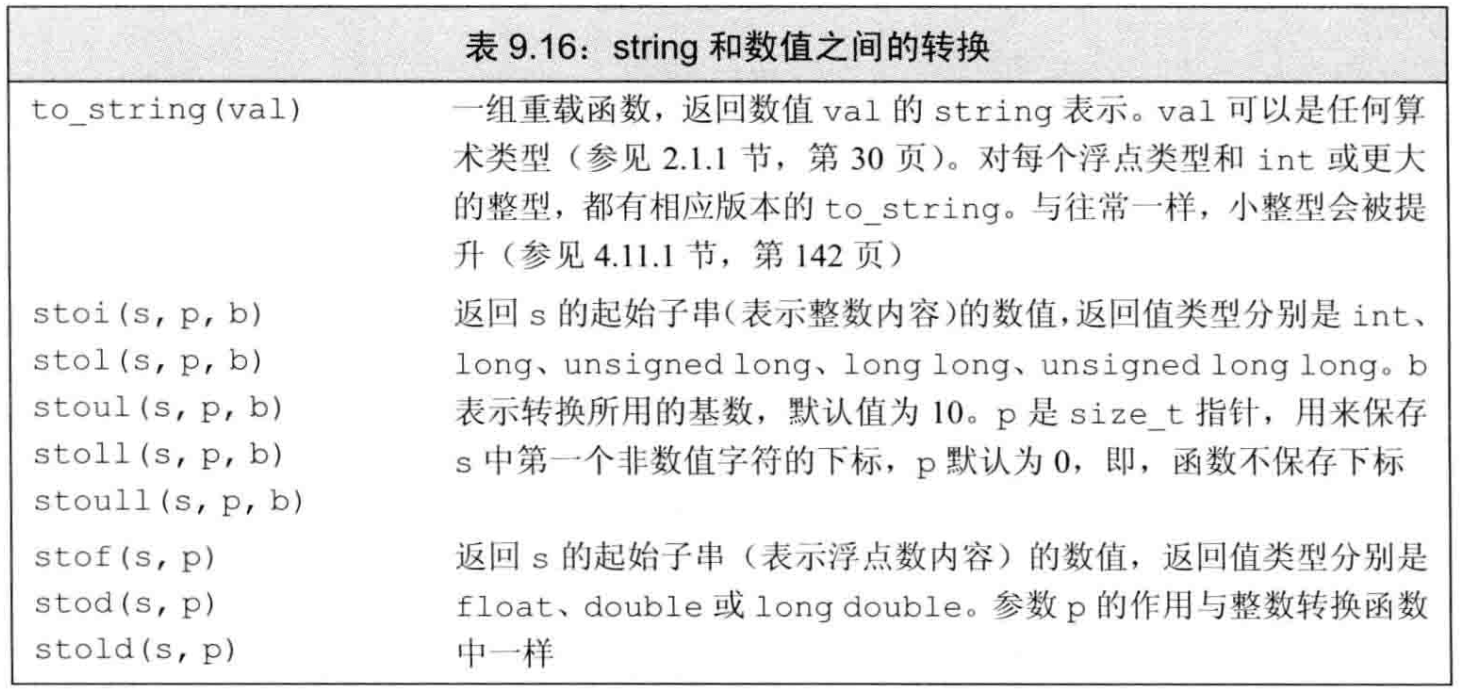 表 9.16：string 和数值之间的转换
to_string(val) 一组重载函数，返回数值 val 的 string 表示。val 可以是任何算
术类型（参见 2.1.1 节，第 30 页）。对每个浮点类型和 int 或更大
的整型，都有相应版本的 to_string。与往常一样，小整型会被提
升（参见 4.11.1 节，第 142 页）
stoi(s, p, b) 返回 s 的起始子串（表示整数内容）的数值，返回值类型分别是 int、
stol(s, p, b) long、unsigned long、long long、unsigned long long。b
stoul(s, p, b) 表示转换所用的基数，默认值为 10。p 是 size_t 指针，用来保存
stoll(s, p, b) s 中第一个非数值字符的下标，p 默认为 0，即，函数不保存下标
stoull(s, p, b)
stof(s, p) 返回 s 的起始子串（表示浮点数内容）的数值，返回值类型分别是
stod(s, p) float、double 或 long double。参数 p 的作用与整数转换函数
stold(s, p) 中一样